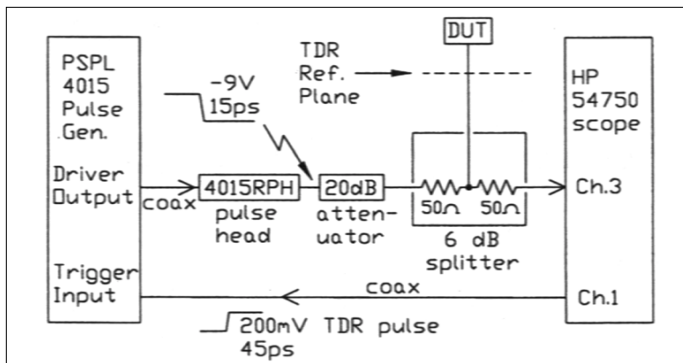 PSPL
4015
Pulse
Gen.
Driver
Output
Trigger
Input
coax
-9V
15ps
4015RPH
pulse
head
20dB
atten-
uator
TDR
Ref.
Plane
DUT
50Ω 50Ω
6 dB
splitter
HP
54750
scope
Ch.3
Ch.1
coax
200mV TDR pulse
45ps